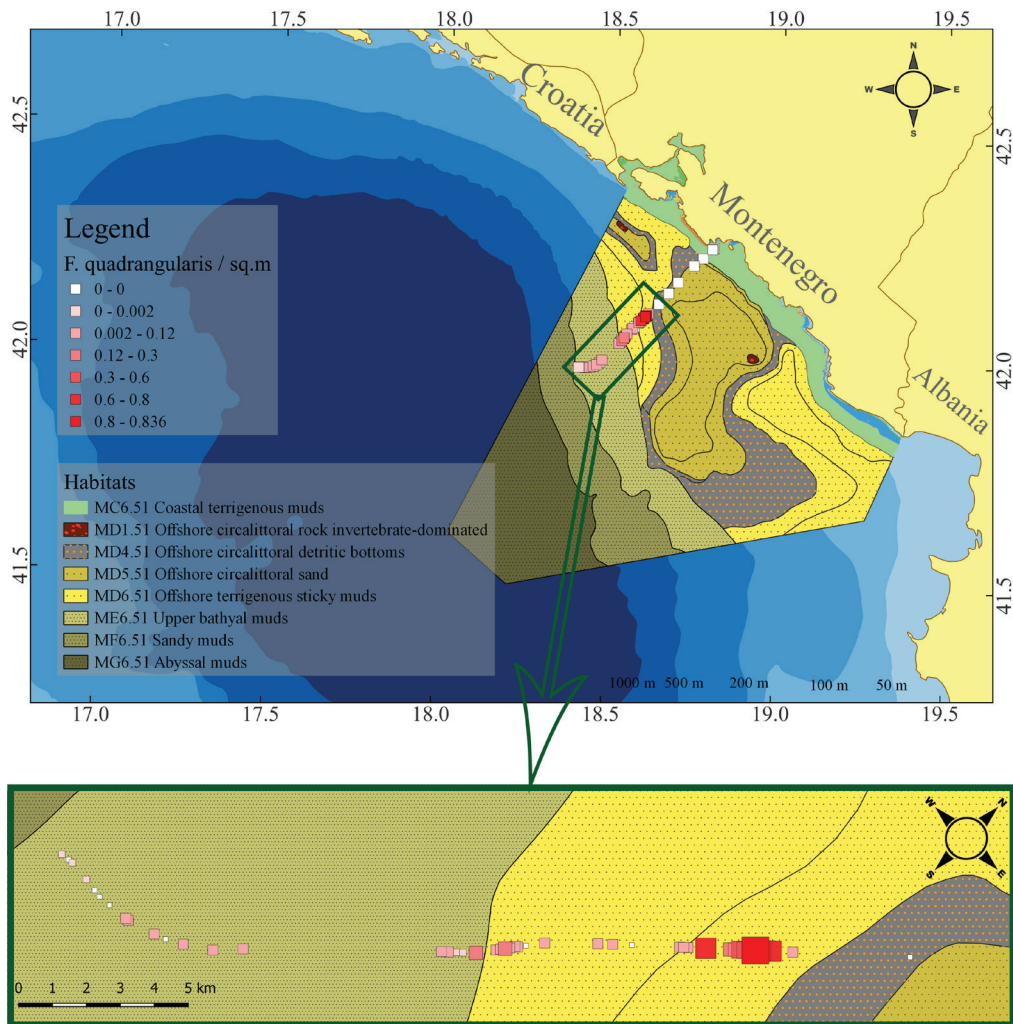 17.0 17.5 18.0 18.5 19.0 19.5
N
W E
S
Croatia
42.5 42.5
Montenegro
Legend
F. quadrangularis / sq.m
0 - 0
0 - 0.002
0.002 - 0.12
0.12 - 0.3
0.3 - 0.6
0.6 - 0.8
0.8 - 0.836
42.0 42.0
Albania
Habitats
MC6.51 Coastal terrigenous muds
MD1.51 Offshore circalittoral rock invertebrate-dominated
MD4.51 Offshore circalittoral detritic bottoms
MD5.51 Offshore circalittoral sand
MD6.51 Offshore terrigenous sticky muds
ME6.51 Upper bathyal muds
MF6.51 Sandy muds
MG6.51 Abyssal muds
41.5 41.5
1000 m 500 m 200 m 100 m 50 m
17.0 17.5 18.0 18.5 19.0 19.5
W N
S E
0 1 2 3 4 5 km